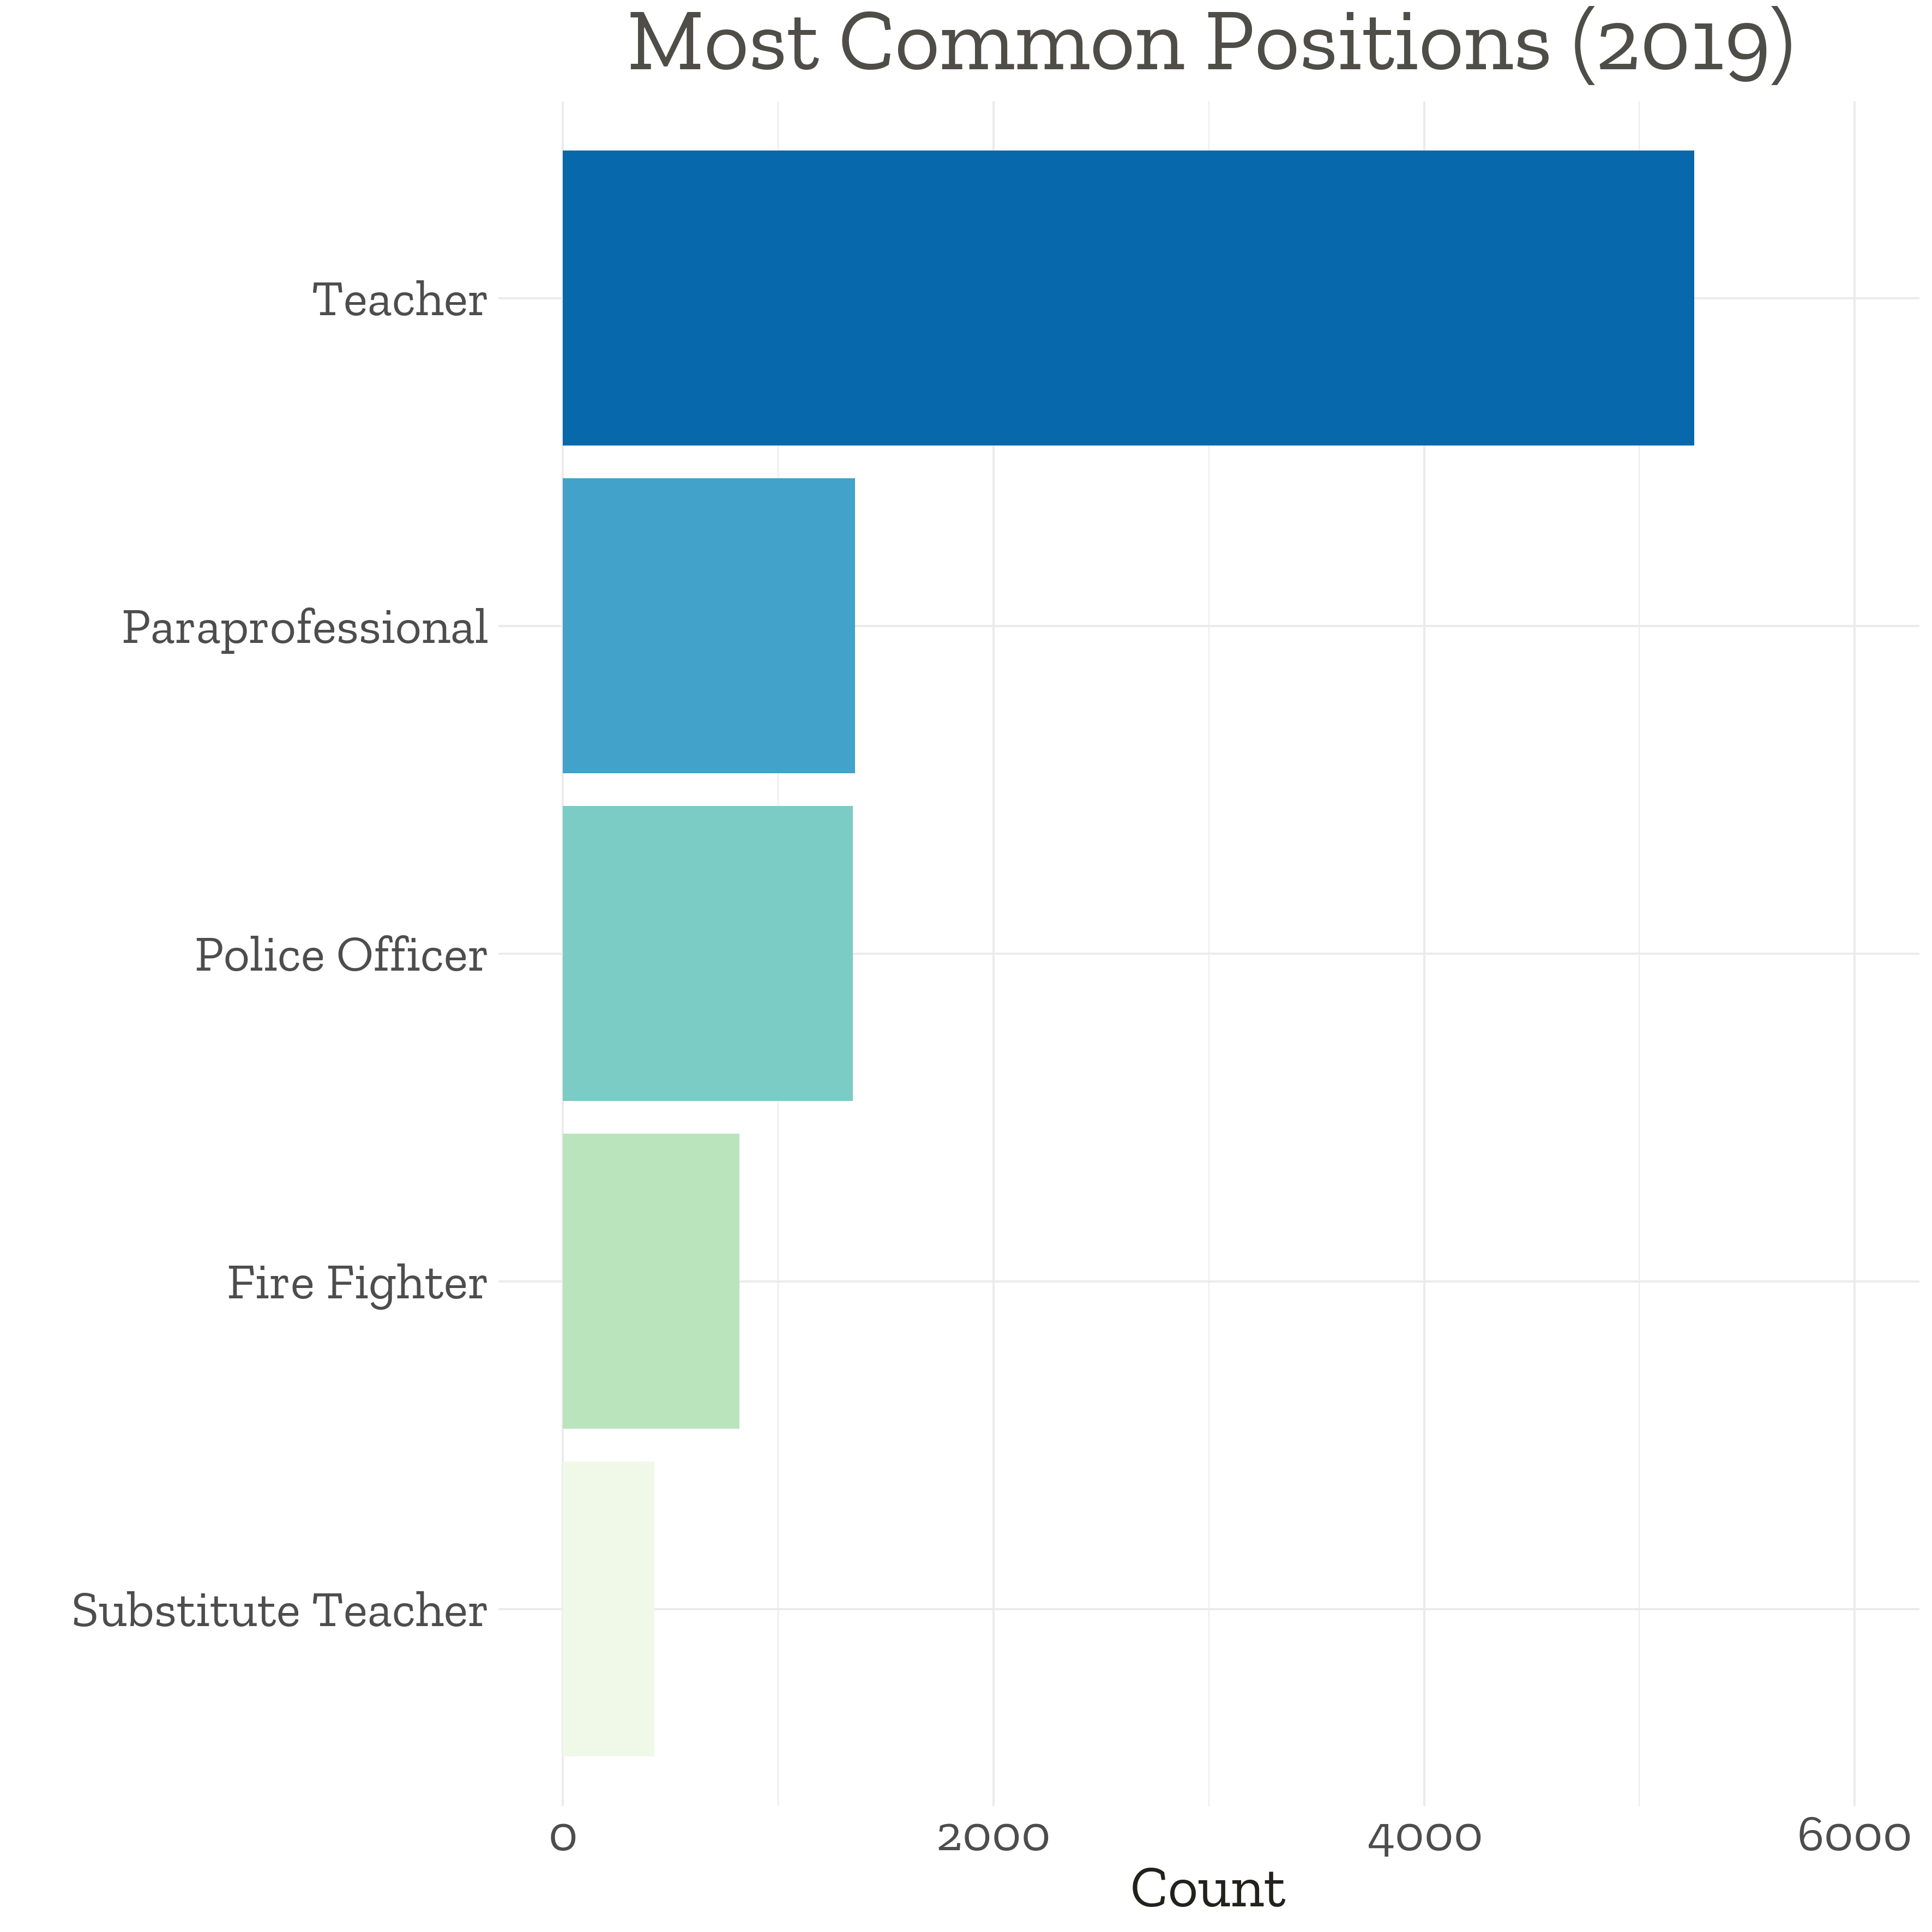 Most Common Positions (2019)
Teacher
Paraprofessional
Police Officer
Fire Fighter
Substitute Teacher
0 2000 4000 6000
Count